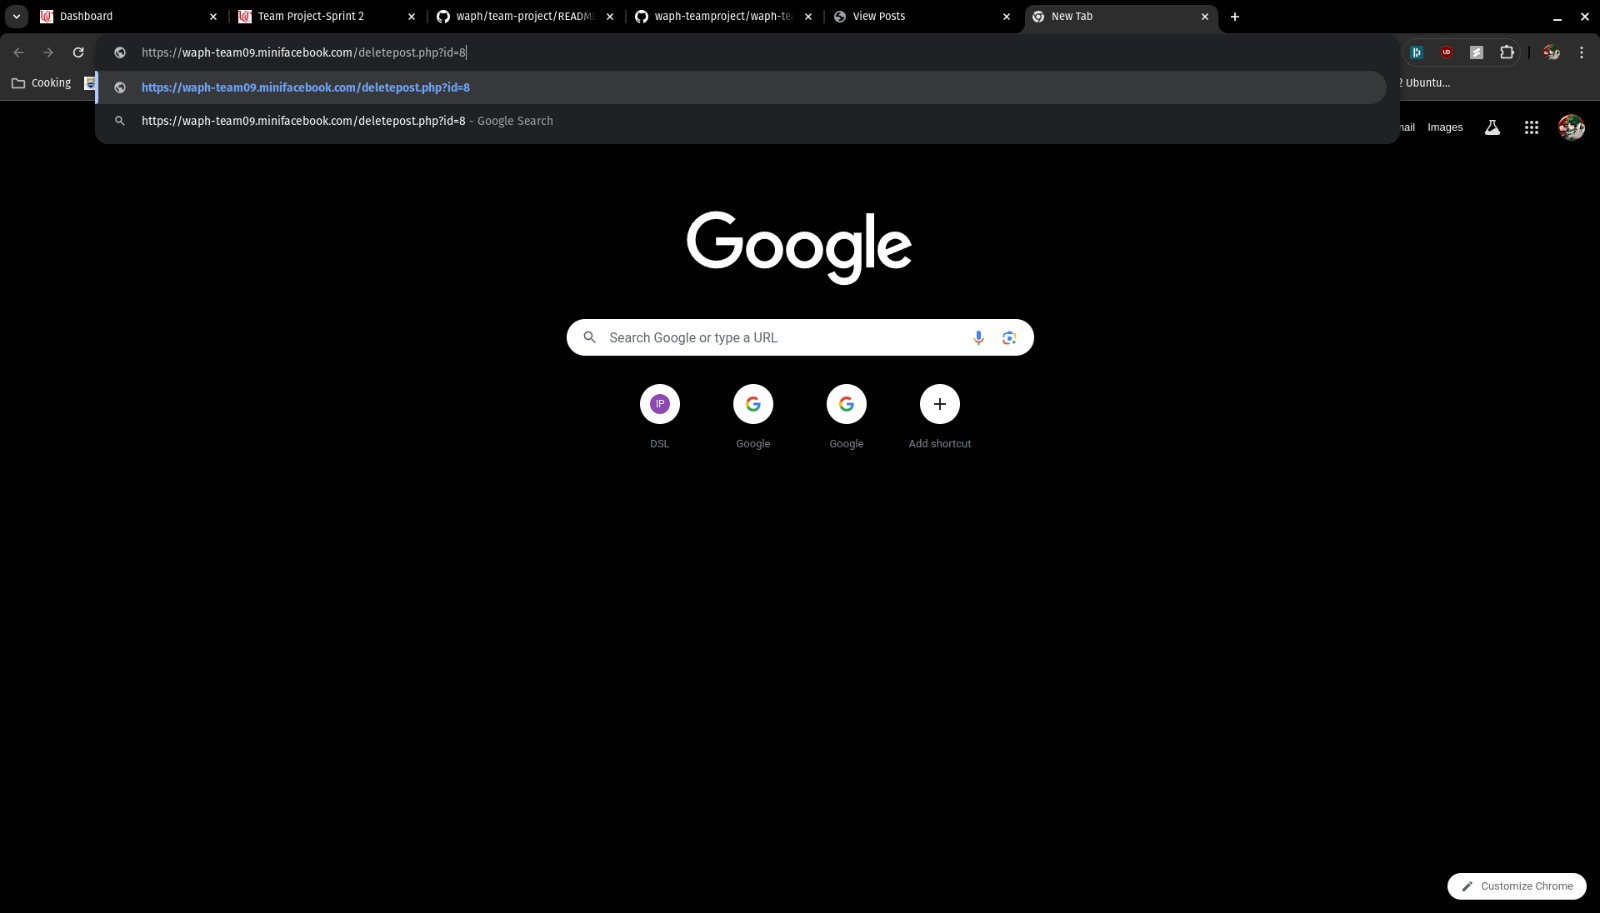 Dashboard
Team Project-Sprint 2
waph/team-project/README
waph-teamproject/waph-te
View Posts
New Tab
https://waph-team09.minifacebook.com/deletepost.php?id=8
Cooking
https://waph-team09.minifacebook.com/deletepost.php?id=8
2 Ubuntu...
https://waph-team09.minifacebook.com/deletepost.php?id=8 - Google Search
mail
Images
Google
Search Google or type a URL
IP
DSL
Google
Google
Add shortcut
Customize Chrome